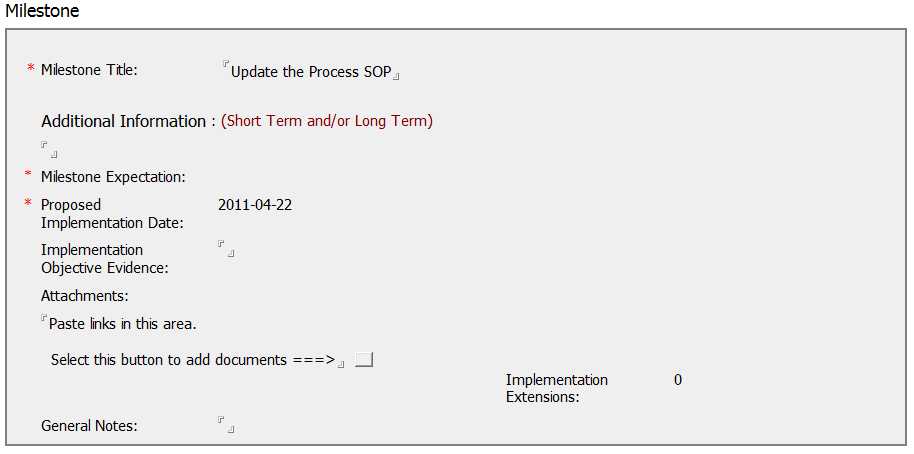 Milestone
* Milestone Title: Update the Process SOP
Additional Information : (Short Term and/or Long Term)
* Milestone Expectation:
* Proposed 2011-04-22
Implementation Date:
Implementation
Objective Evidence:
Attachments:
Paste links in this area.
Select this button to add documents ===>
Implementation 0
Extensions:
General Notes: